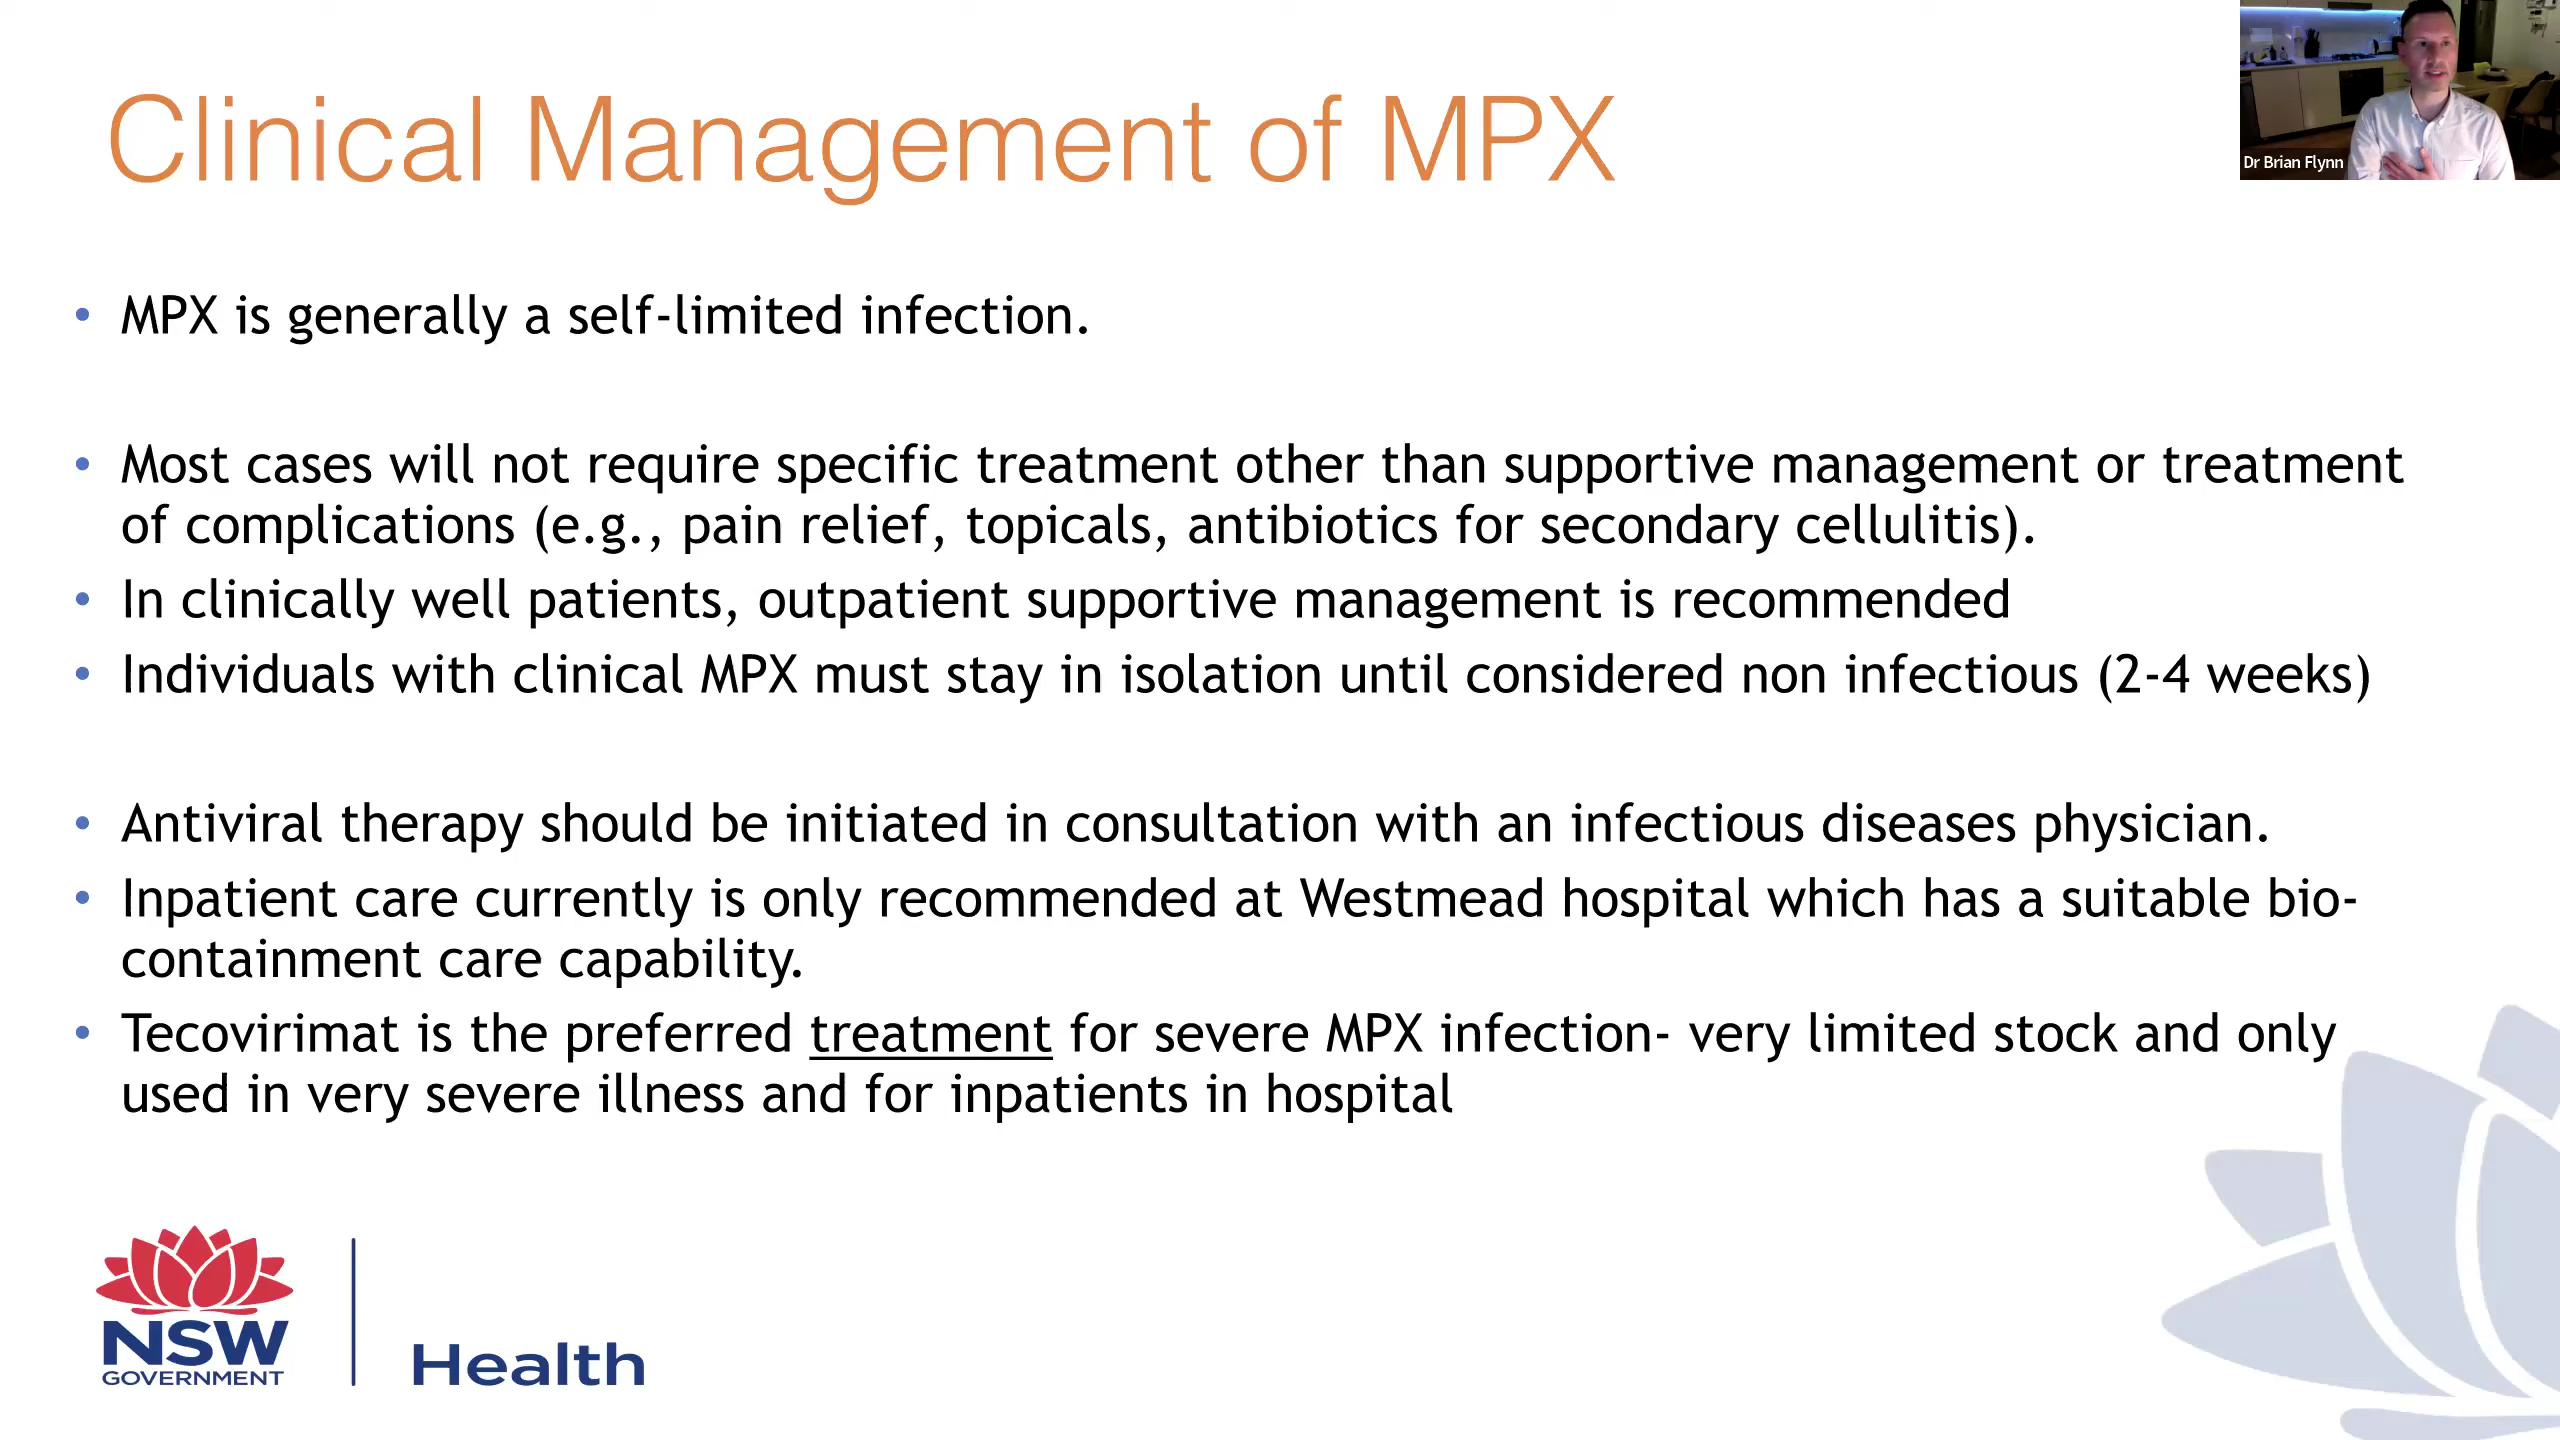 Clinical Management of MPX
Dr Brian Flynn
• MPX is generally a self-limited infection.
• Most cases will not require specific treatment other than supportive management or treatment
of complications (e.g., pain relief, topicals, antibiotics for secondary cellulitis).
• In clinically well patients, outpatient supportive management is recommended
• Individuals with clinical MPX must stay in isolation until considered non infectious (2-4 weeks)
• Antiviral therapy should be initiated in consultation with an infectious diseases physician.
• Inpatient care currently is only recommended at Westmead hospital which has a suitable bio-
containment care capability.
• Tecovirimat is the preferred treatment for severe MPX infection- very limited stock and only
used in very severe illness and for inpatients in hospital
NSW
GOVERNMENT
Health